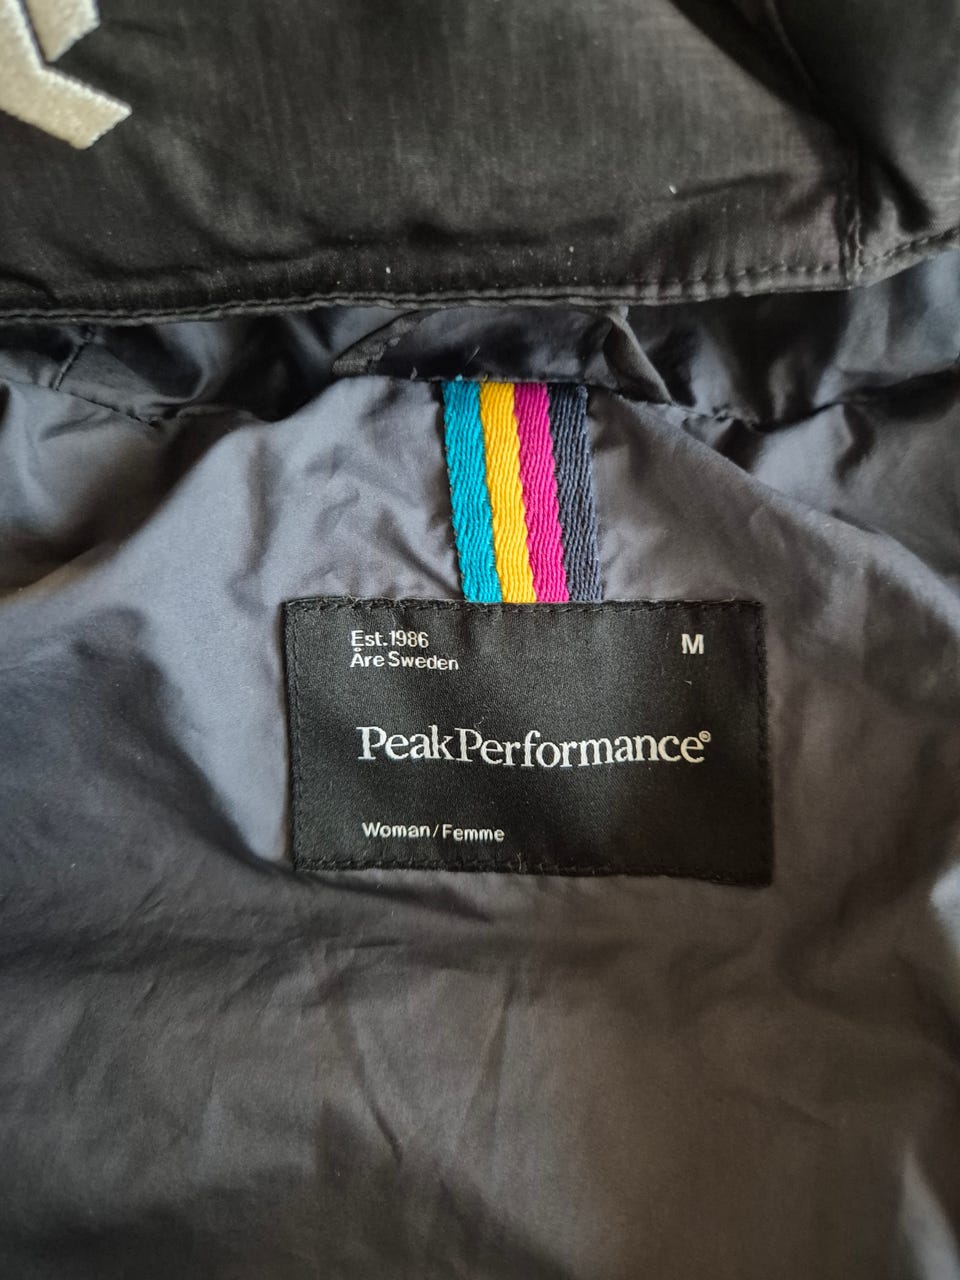 Est.1986 M
Åre Sweden
PeakPerformance®
Woman/Femme